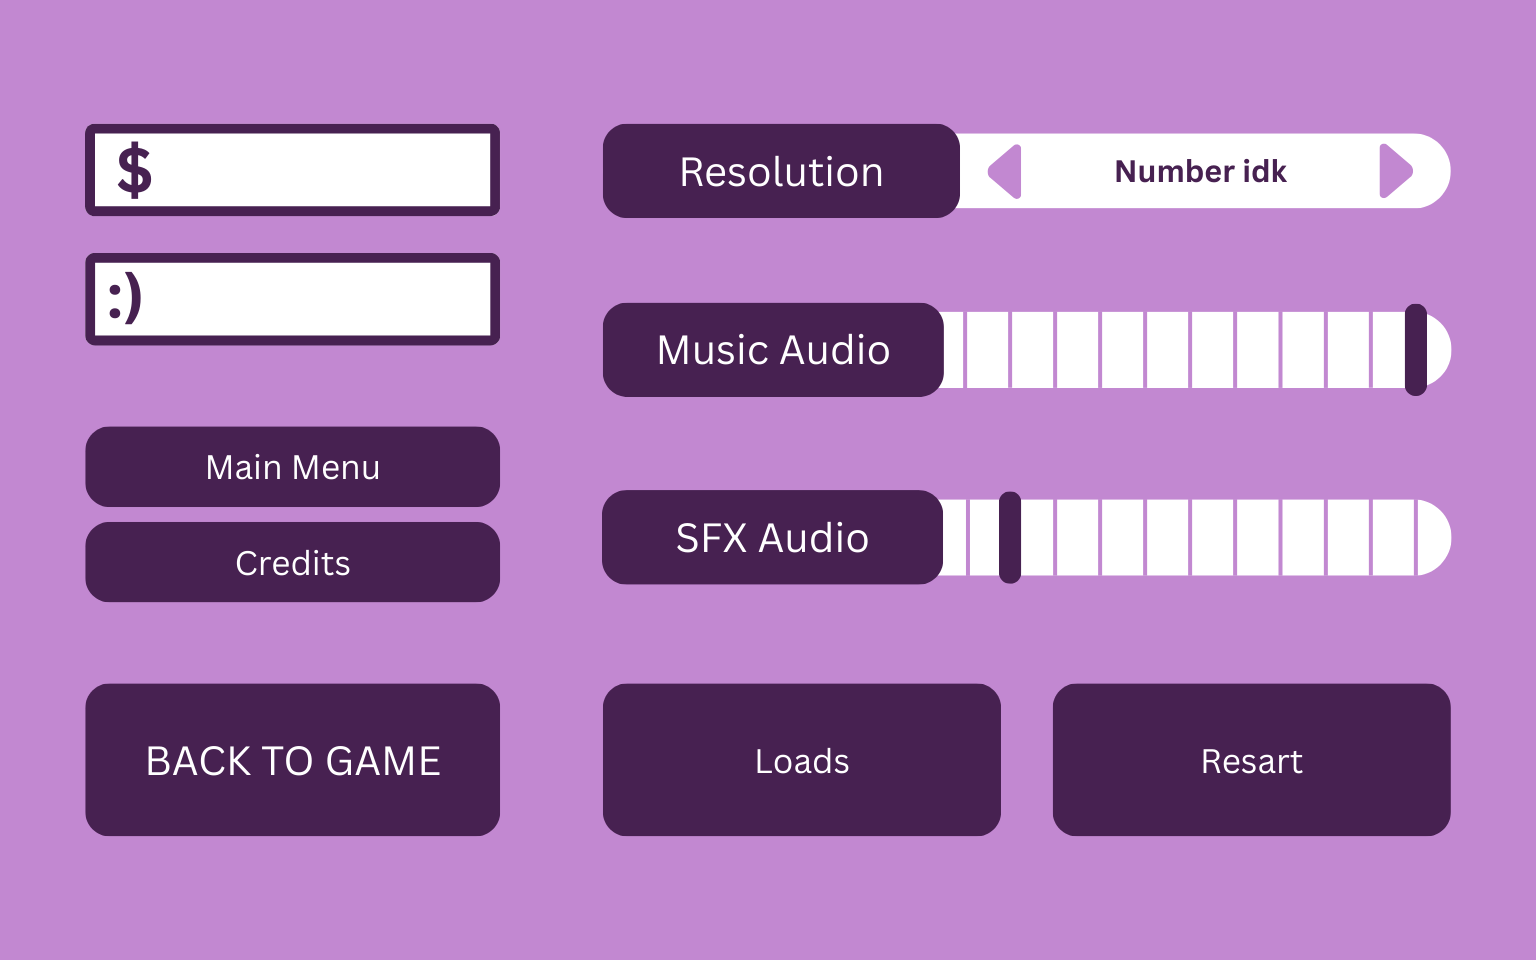 $
:)
Main Menu
Credits
BACK TO GAME
Resolution
Number idk
Music Audio
SFX Audio
Loads
Resart